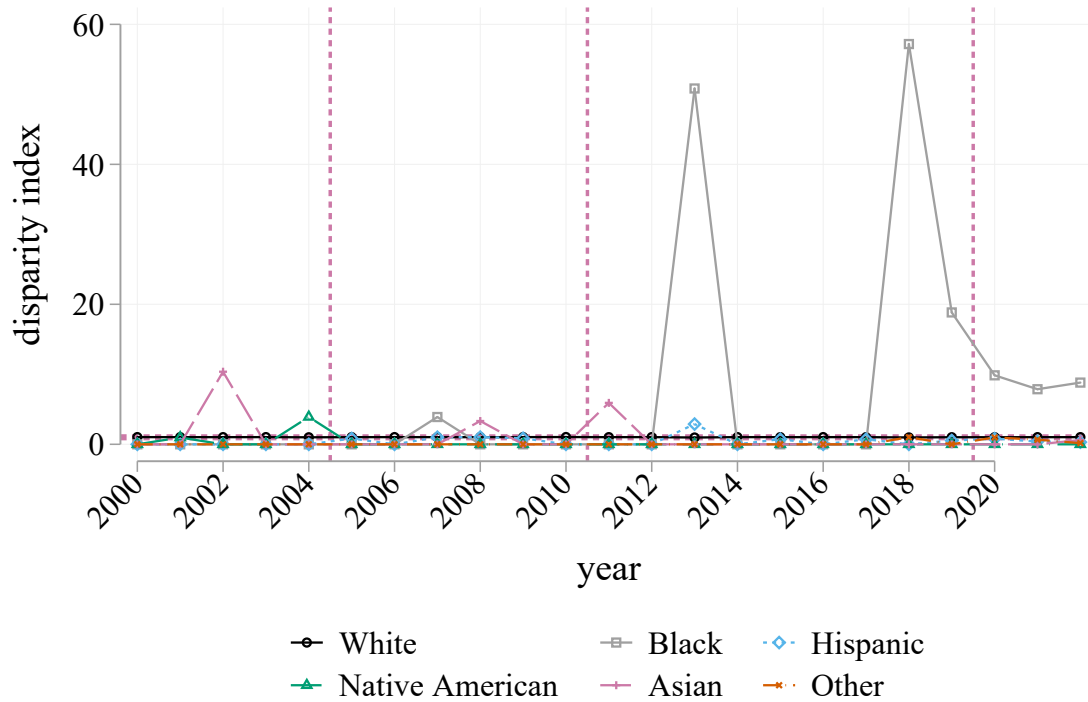 60
40
20
0
disparity index
2000 2002 2004 2006 2008 2010 2012 2014 2016 2018 2020
year
White Black Hispanic
Native American Asian Other